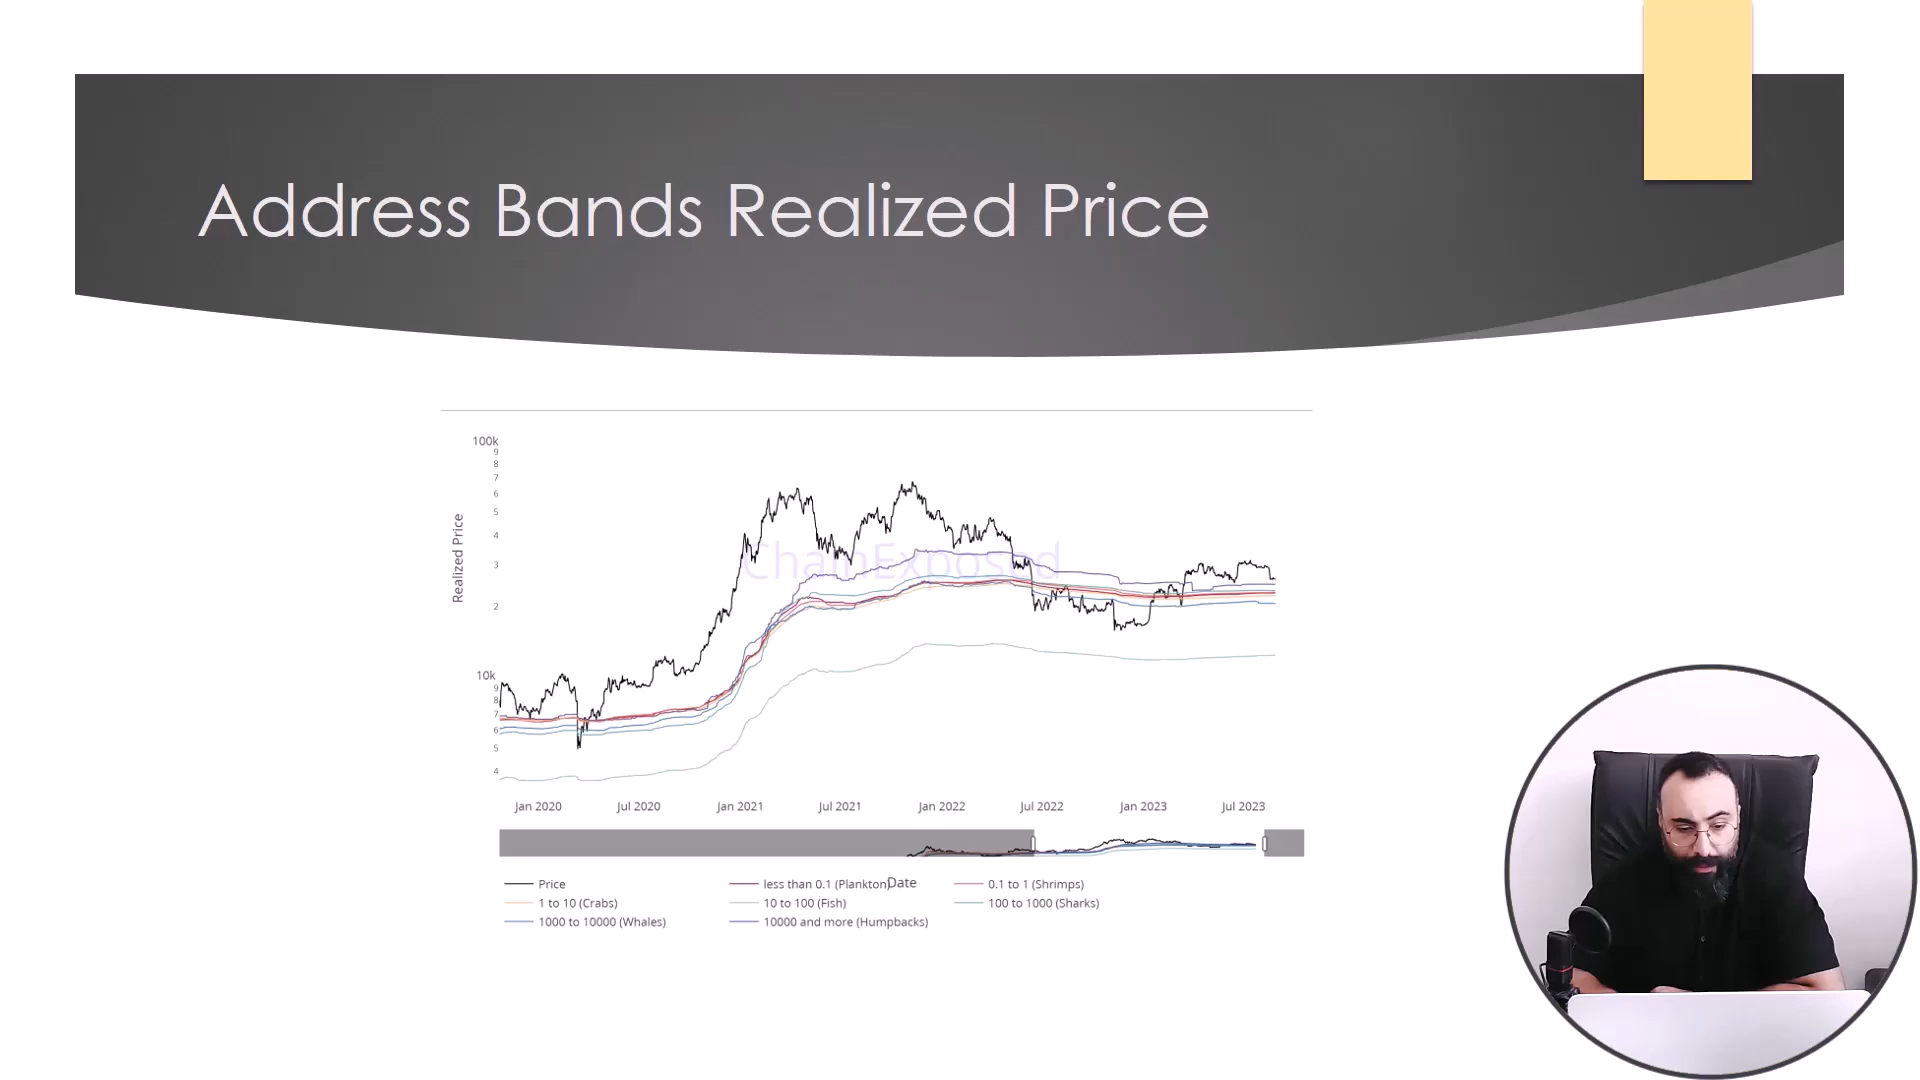 Address Bands Realized Price
100k
9
8
7
6
5
4
3
2
10k
9
8
7
6
5
4
Realized Price
ChainExposed
Jan 2020 Jul 2020 Jan 2021 Jul 2021 Jan 2022 Jul 2022 Jan 2023 Jul 2023
Date
Price less than 0.1 (Plankton) 0.1 to 1 (Shrimps)
1 to 10 (Crabs) 10 to 100 (Fish) 100 to 1000 (Sharks)
1000 to 10000 (Whales) 10000 and more (Humpbacks)